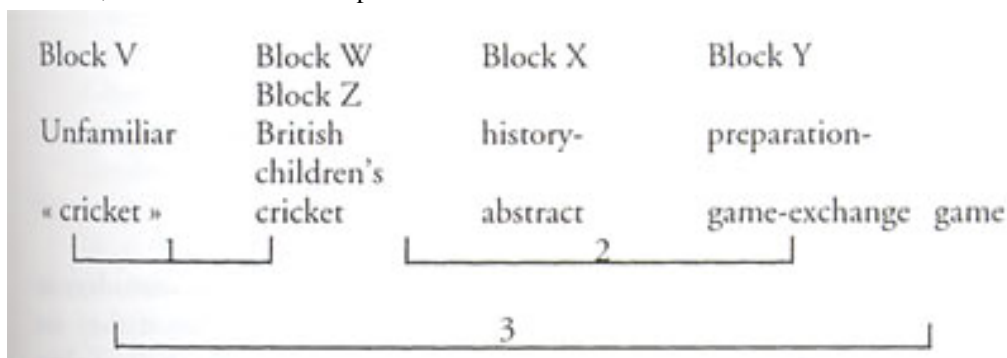 Block V Block W Block X Block Y
Block Z
Unfamiliar British history- preparation-
children's
« cricket » cricket abstract game-exchange game
1 2
3